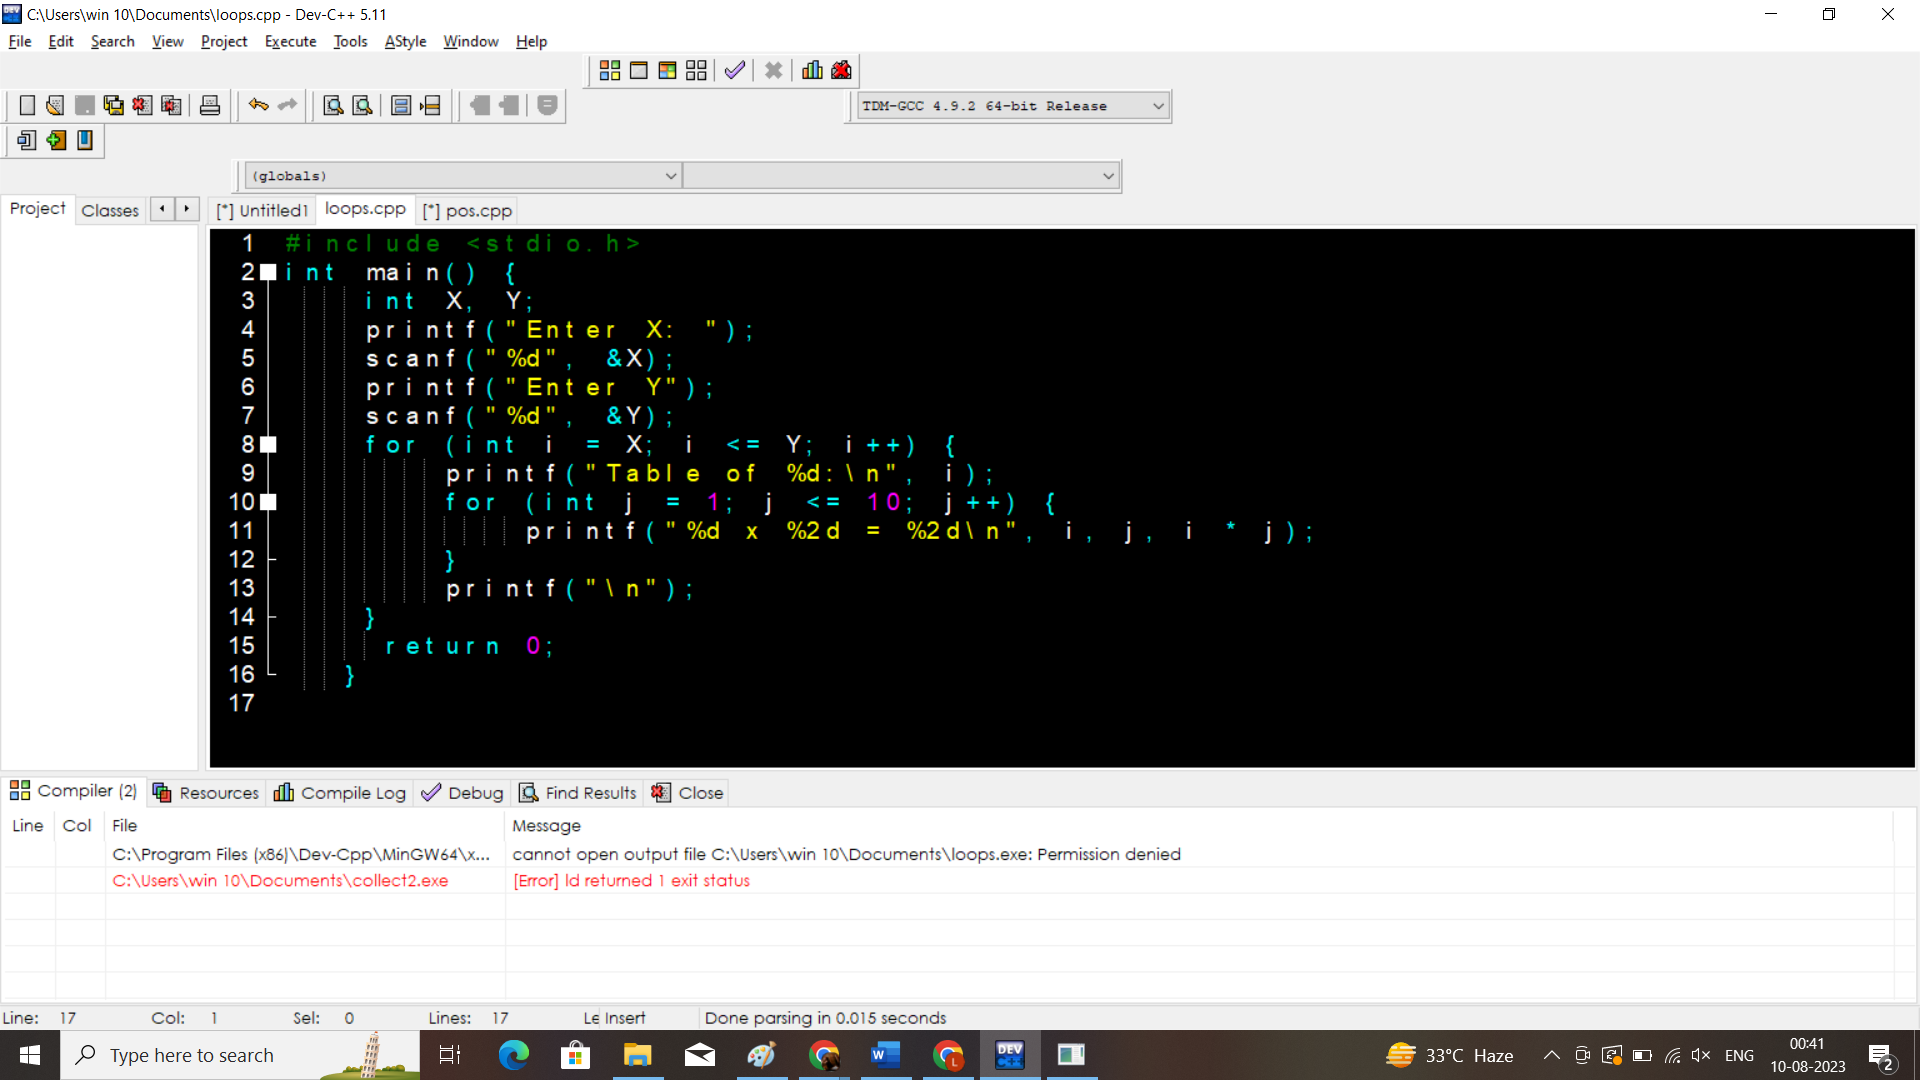 C:\Users\win 10\Documents\loops.cpp - Dev-C++ 5.11
File Edit Search View Project Execute Tools AStyle Window Help
TDM-GCC 4.9.2 64-bit Release
(globals)
Project Classes [*] Untitled1 loops.cpp [*] pos.cpp
1 #include <stdio.h>
2 int main() {
3 int X, Y;
4 printf("Enter X: ");
5 scanf("%d", &X);
6 printf("Enter Y");
7 scanf("%d", &Y);
8 for (int i = X; i <= Y; i++) {
9 printf("Table of %d:\n", i);
10 for (int j = 1; j <= 10; j++) {
11 printf("%d x %2d = %2d\n", i, j, i * j);
12 }
13 printf("\n");
14 }
15 return 0;
16 }
17
Compiler (2) Resources Compile Log Debug Find Results Close
Line Col File Message
C:\Program Files (x86)\Dev-Cpp\MinGW64\x... cannot open output file C:\Users\win 10\Documents\loops.exe: Permission denied
C:\Users\win 10\Documents\collect2.exe [Error] ld returned 1 exit status
Line: 17 Col: 1 Sel: 0 Lines: 17 Le Insert Done parsing in 0.015 seconds
Type here to search
DEV
C++
33°C Haze
ENG
00:41
10-08-2023
2